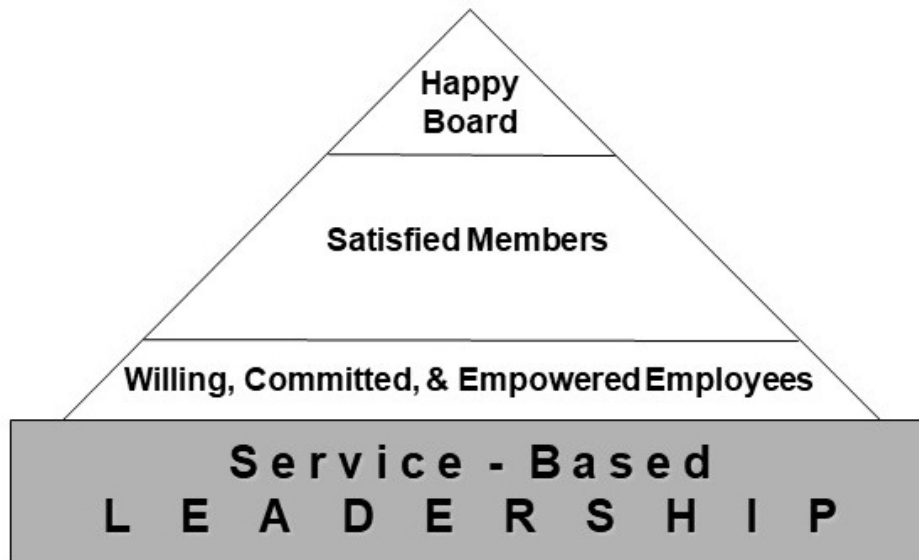 Happy
Board
Satisfied Members
Willing, Committed, & Empowered Employees
Service - Based
LEADERSHIP